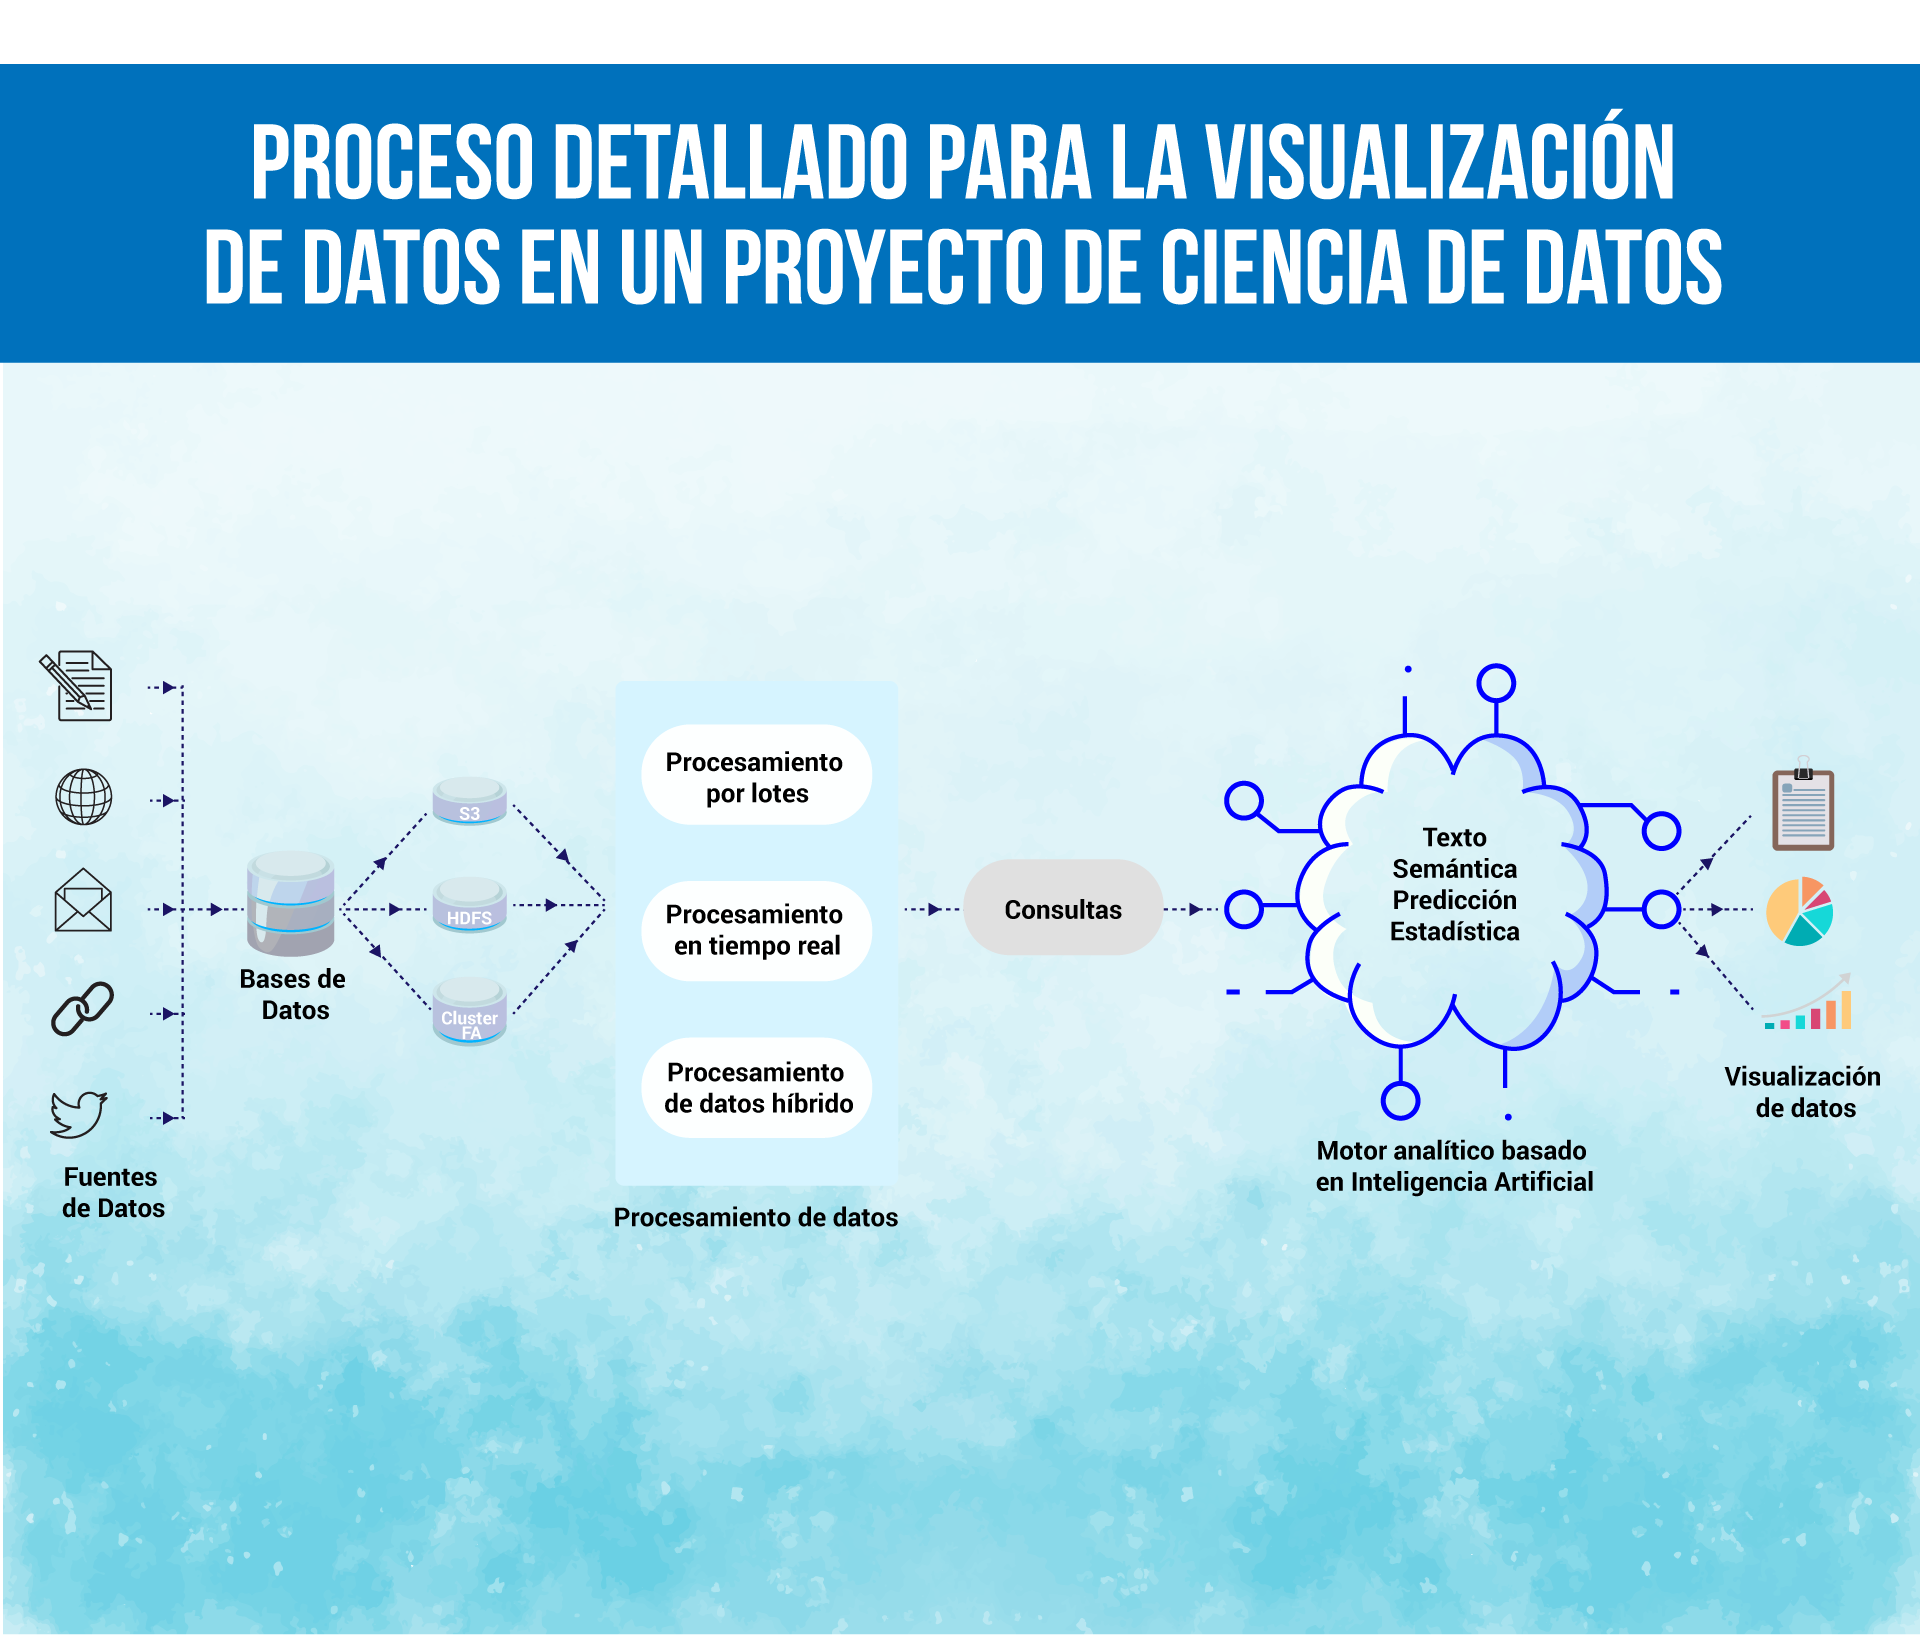 PROCESO DETALLADO PARA LA VISUALIZACIÓN
DE DATOS EN UN PROYECTO DE CIENCIA DE DATOS
Fuentes
de Datos
Bases de
Datos
S3
HDFS
Cluster
FA
Procesamiento
por lotes
Procesamiento
en tiempo real
Procesamiento
de datos híbrido
Procesamiento de datos
Consultas
Texto
Semántica
Predicción
Estadística
Motor analítico basado
en Inteligencia Artificial
Visualización
de datos